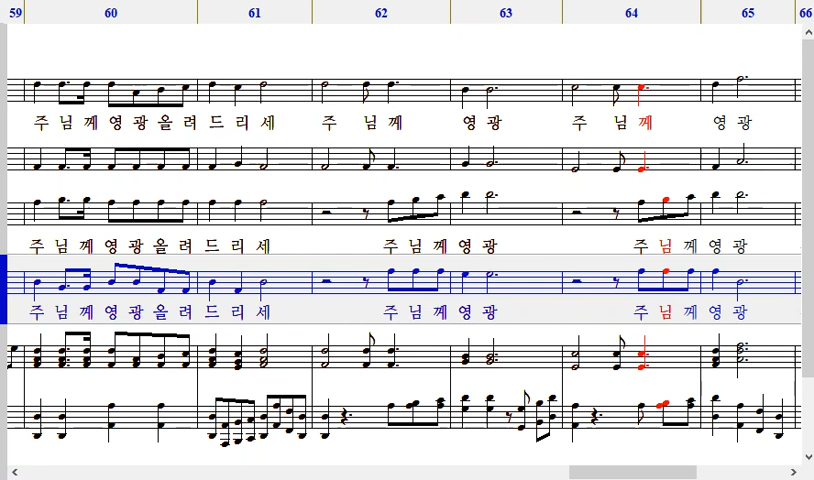 59 60 61 62 63 64 65 66
주 님 께 영 광 올 려 드 리 세 주 님 께 영 광 주 님 께 영 광
주 님 께 영 광 올 려 드 리 세 주 님 께 영 광 주 님 께 영 광
주 님 께 영 광 올 려 드 리 세 주 님 께 영 광 주 님 께 영 광